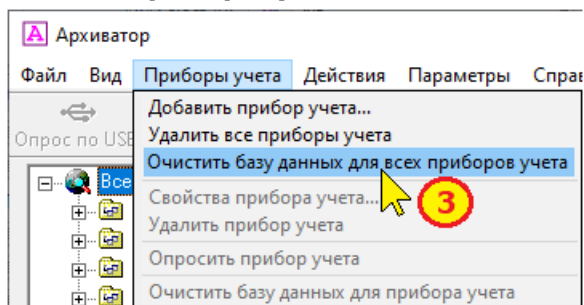 A Архиватор
Файл Вид Приборы учета Действия Параметры
Опрос по USB
Добавить прибор учета...
Удалить все приборы учета
Очистить базу данных для всех приборов учета
Все
Свойства прибора учета...
3
Удалить прибор учета
Опросить прибор учета
Очистить базу данных для прибора учета